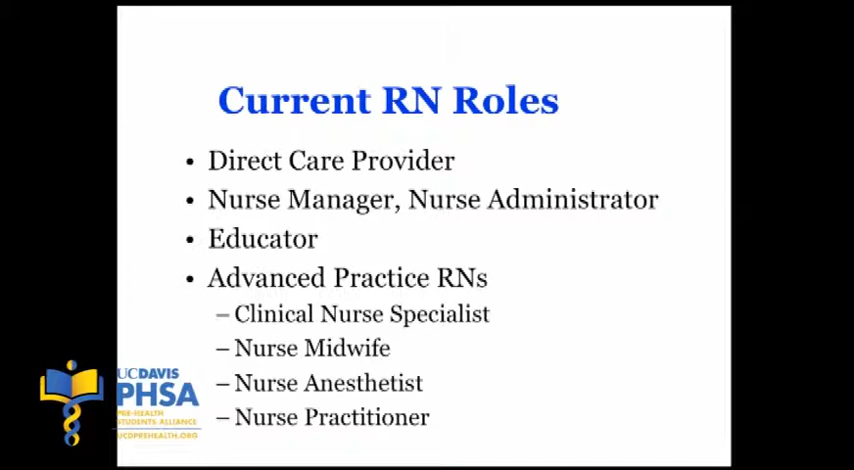 Current RN Roles
• Direct Care Provider
• Nurse Manager, Nurse Administrator
• Educator
• Advanced Practice RNs
– Clinical Nurse Specialist
– Nurse Midwife
– Nurse Anesthetist
– Nurse Practitioner
UCDAVIS
PHSA
PRE-HEALTH
STUDENTS ALLIANCE
UCDPREHEALTH.ORG